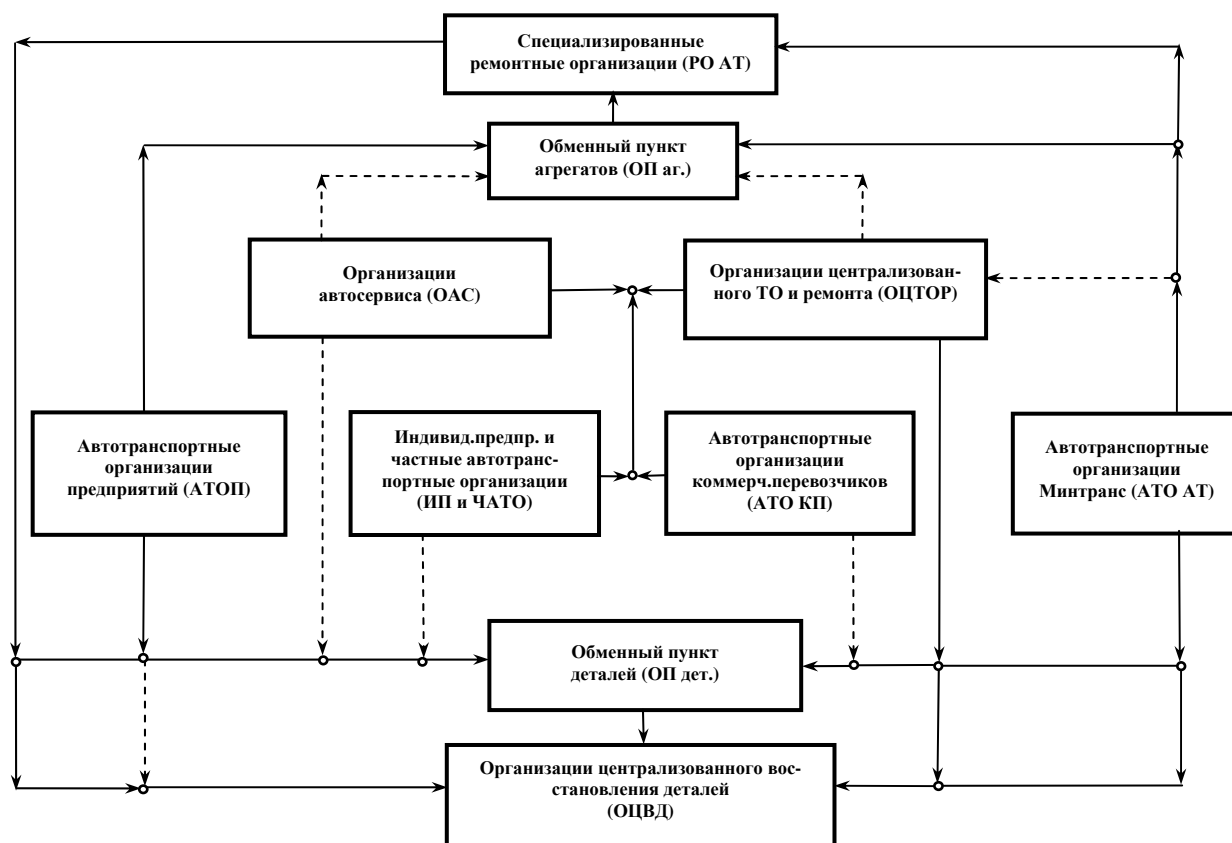 Специализированные
ремонтные организации (РО АТ)
Обменный пункт
агрегатов (ОП аг.)
Организации
автосервиса (ОАС)
Организации централизован-
ного ТО и ремонта (ОЦТОР)
Автотранспортные
организации
предприятий (АТОП)
Индивид.предпр. и
частные автотранс-
портные организации
(ИП и ЧАТО)
Автотранспортные
организации
коммерч.перевозчиков
(АТО КП)
Автотранспортные
организации
Минтранс (АТО АТ)
Обменный пункт
деталей (ОП дет.)
Организации централизованного вос-
становления деталей
(ОЦВД)